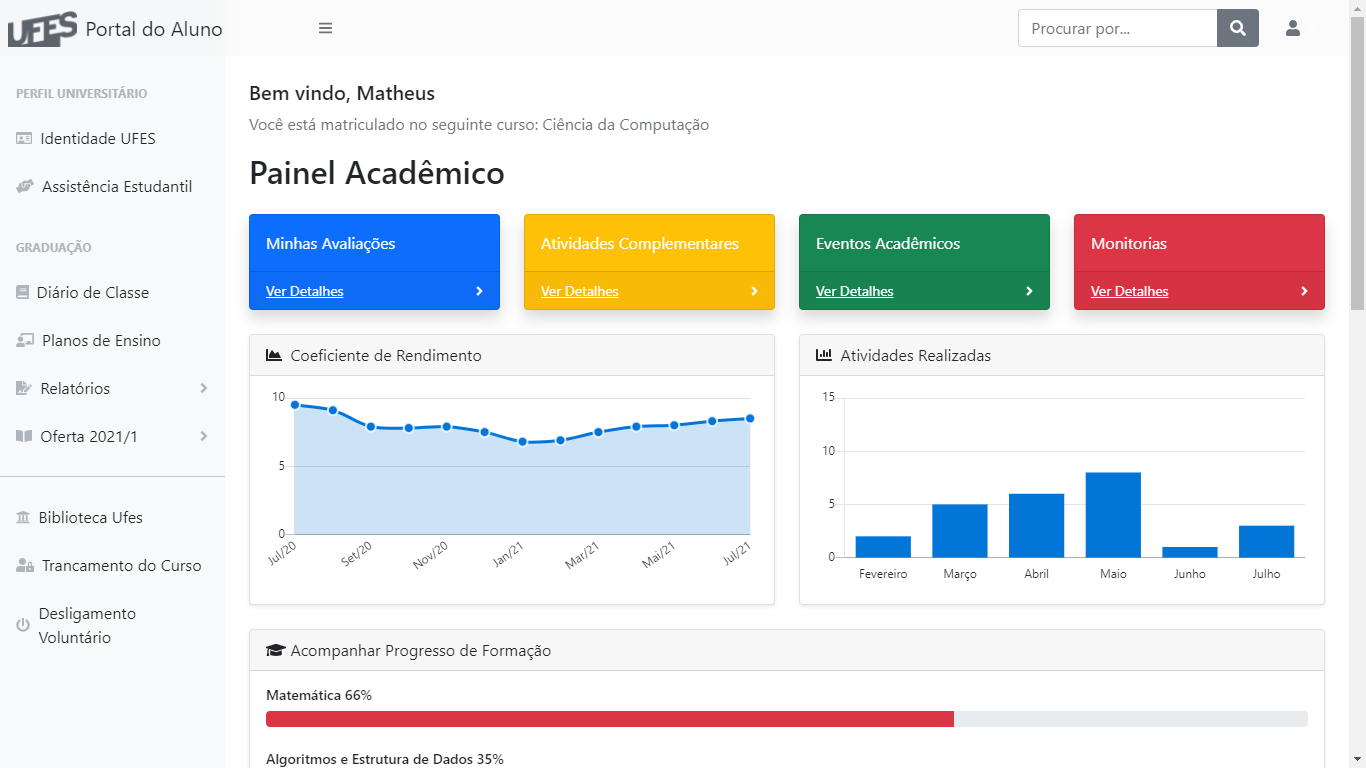 UFES Portal do Aluno
Procurar por...
PERFIL UNIVERSITÁRIO
Identidade UFES
Assistência Estudantil
GRADUAÇÃO
Diário de Classe
Planos de Ensino
Relatórios
Oferta 2021/1
Biblioteca Ufes
Trancamento do Curso
Desligamento
Voluntário
Bem vindo, Matheus
Você está matriculado no seguinte curso: Ciência da Computação
Painel Acadêmico
Minhas Avaliações
Ver Detalhes
Atividades Complementares
Ver Detalhes
Eventos Acadêmicos
Ver Detalhes
Monitorias
Ver Detalhes
Coeficiente de Rendimento
10
5
0
Jul/20 Set/20 Nov/20 Jan/21 Mar/21 Mai/21 Jul/21
Atividades Realizadas
15
10
5
0
Fevereiro Março Abril Maio Junho Julho
Acompanhar Progresso de Formação
Matemática 66%
Algoritmos e Estrutura de Dados 35%